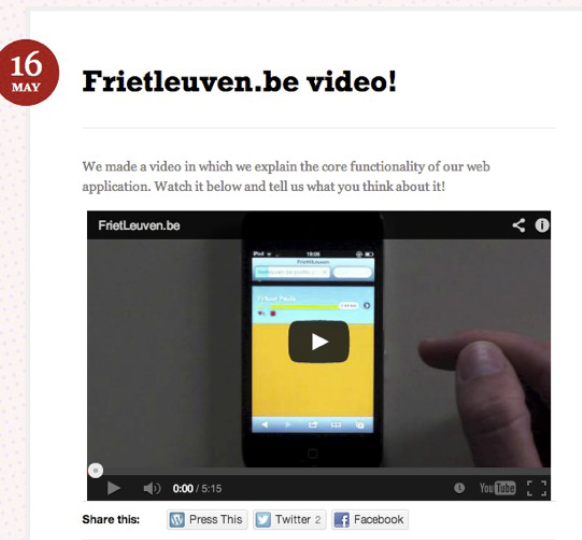 16
MAY
Frietleuven.be video!
We made a video in which we explain the core functionality of our web
application. Watch it below and tell us what you think about it!
FrietLeuven.be
iPod
FrietLeuven
0:00 / 5:15
YouTube
Share this:
Press This
Twitter 2
Facebook